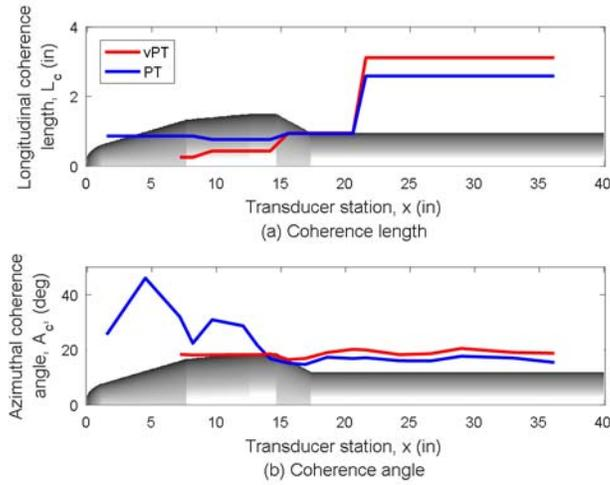 4
vPT
PT
Longitudinal coherence
length, L_c (in)
2
0
0 5 10 15 20 25 30 35 40
Transducer station, x (in)
(a) Coherence length
Azimuthal coherence
angle, A_c, (deg)
40
20
0
0 5 10 15 20 25 30 35 40
Transducer station, x (in)
(b) Coherence angle